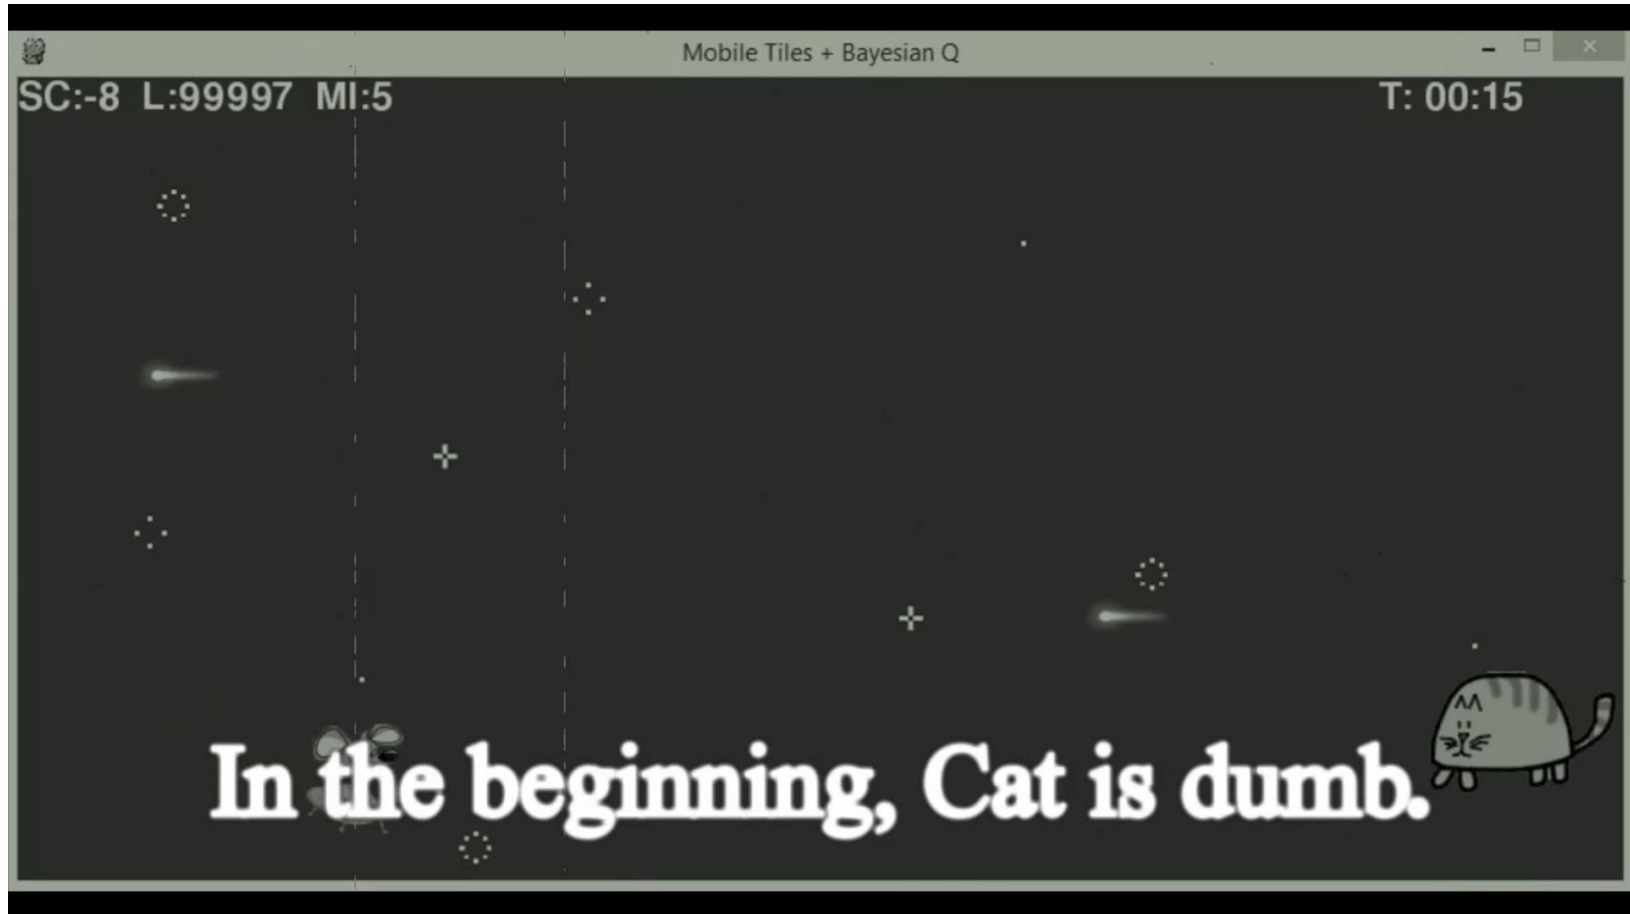 Mobile Tiles + Bayesian Q
SC:-8 L:99997 MI:5 T: 00:15
In the beginning, Cat is dumb.